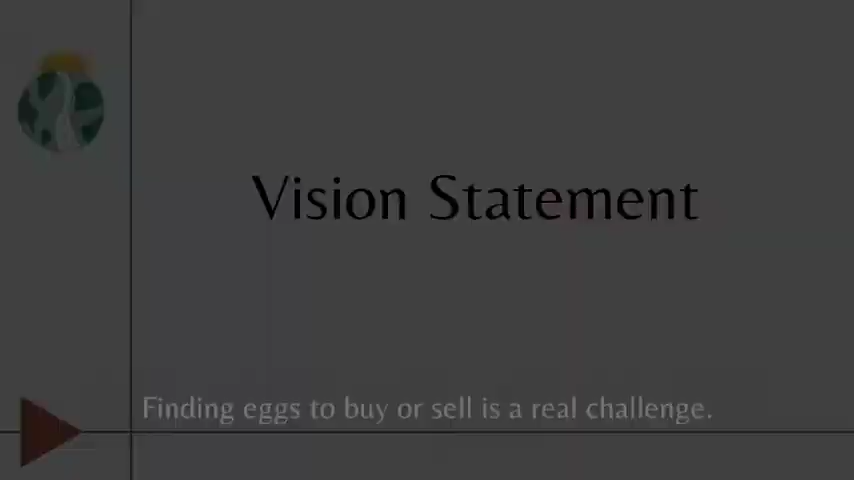 Vision Statement
Finding eggs to buy or sell is a real challenge.